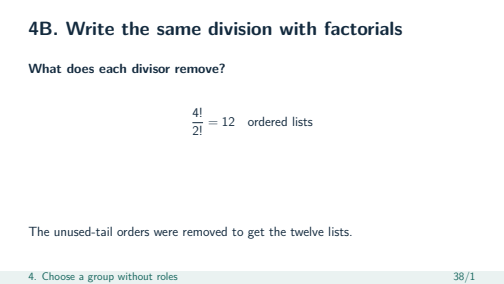 4B. Write the same division with factorials
What does each divisor remove?
4!/2! = 12 ordered lists
The unused-tail orders were removed to get the twelve lists.
4. Choose a group without roles 38/1